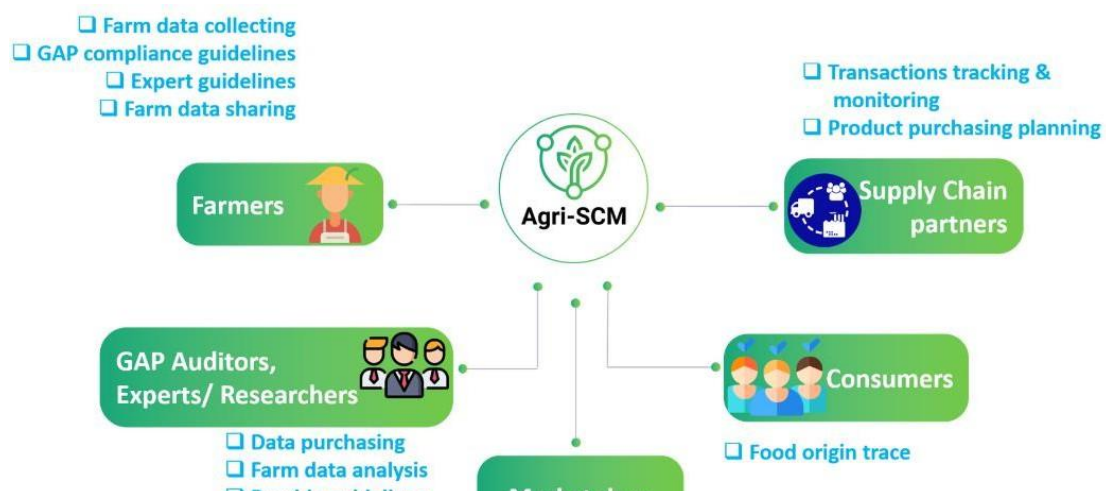 ❑ Farm data collecting
❑ GAP compliance guidelines
❑ Expert guidelines
❑ Farm data sharing
❑ Transactions tracking &
monitoring
❑ Product purchasing planning
Farmers
Agri-SCM
Supply Chain
partners
GAP Auditors,
Experts/ Researchers
Consumers
❑ Data purchasing
❑ Farm data analysis
❑ Food origin trace